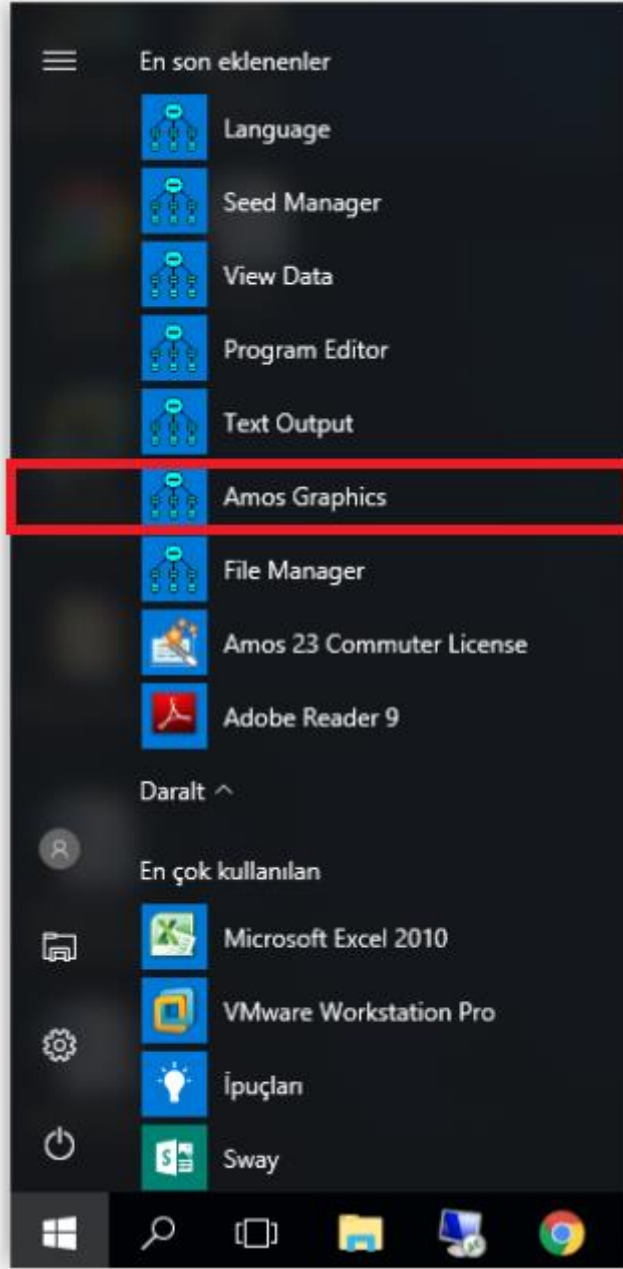 En son eklenenler
Language
Seed Manager
View Data
Program Editor
Text Output
Amos Graphics
File Manager
Amos 23 Commuter License
Adobe Reader 9
Daralt
En çok kullanılan
Microsoft Excel 2010
VMware Workstation Pro
İpuçları
Sway